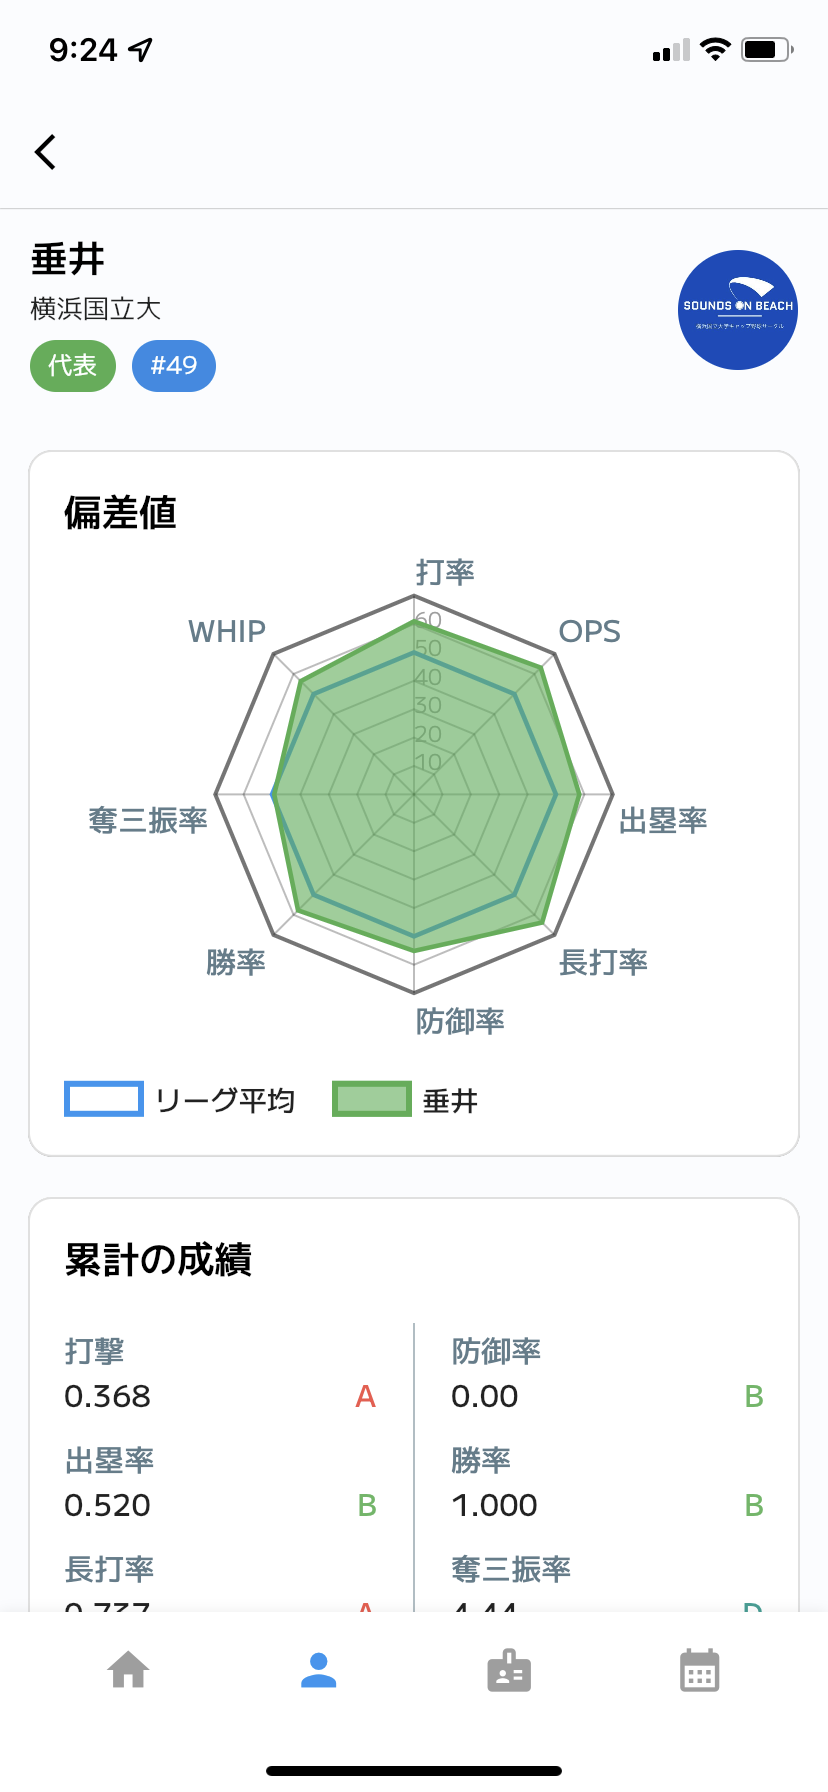 9:24
垂井
横浜国立大
代表 #49
SOUNDS ON BEACH
偏差値
打率
WHIP OPS
60
50
40
30
20
10
奪三振率 出塁率
勝率 長打率
防御率
リーグ平均 垂井
累計の成績
打撃 防御率
0.368 A 0.00 B
出塁率 勝率
0.520 B 1.000 B
長打率 奪三振率
0.737 A 4.44 D